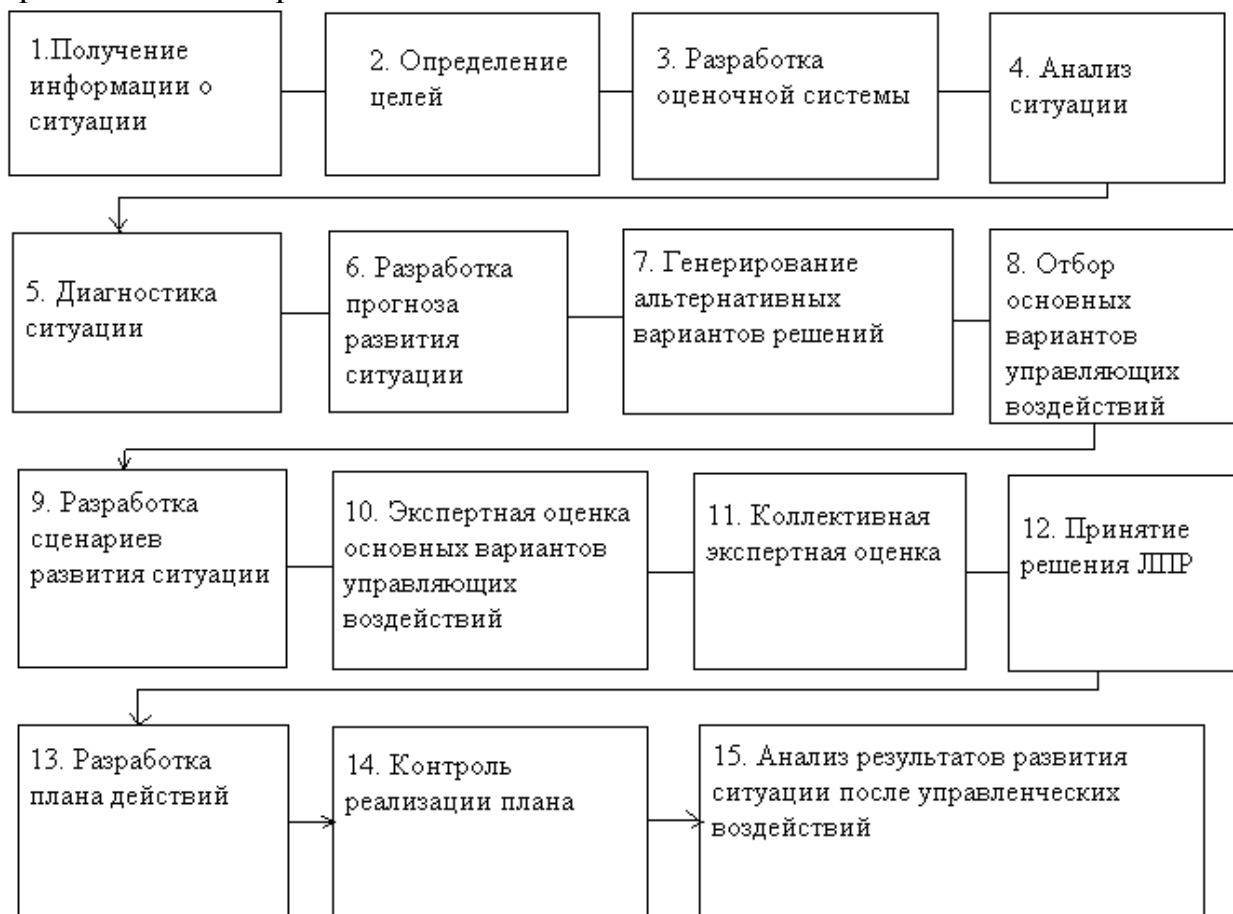 1.Получение
информации о
ситуации
2. Определение
целей
3. Разработка
оценочной системы
4. Анализ
ситуации
5. Диагностика
ситуации
6. Разработка
прогноза
развития
ситуации
7. Генерирование
альтернативных
вариантов решений
8. Отбор
основных
вариантов
управляющих
воздействий
9. Разработка
сценариев
развития ситуации
10. Экспертная оценка
основных вариантов
управляющих
воздействий
11. Коллективная
экспертная оценка
12. Принятие
решения ЛПР
13. Разработка
плана действий
14. Контроль
реализации плана
15. Анализ результатов развития
ситуации после управленческих
воздействий